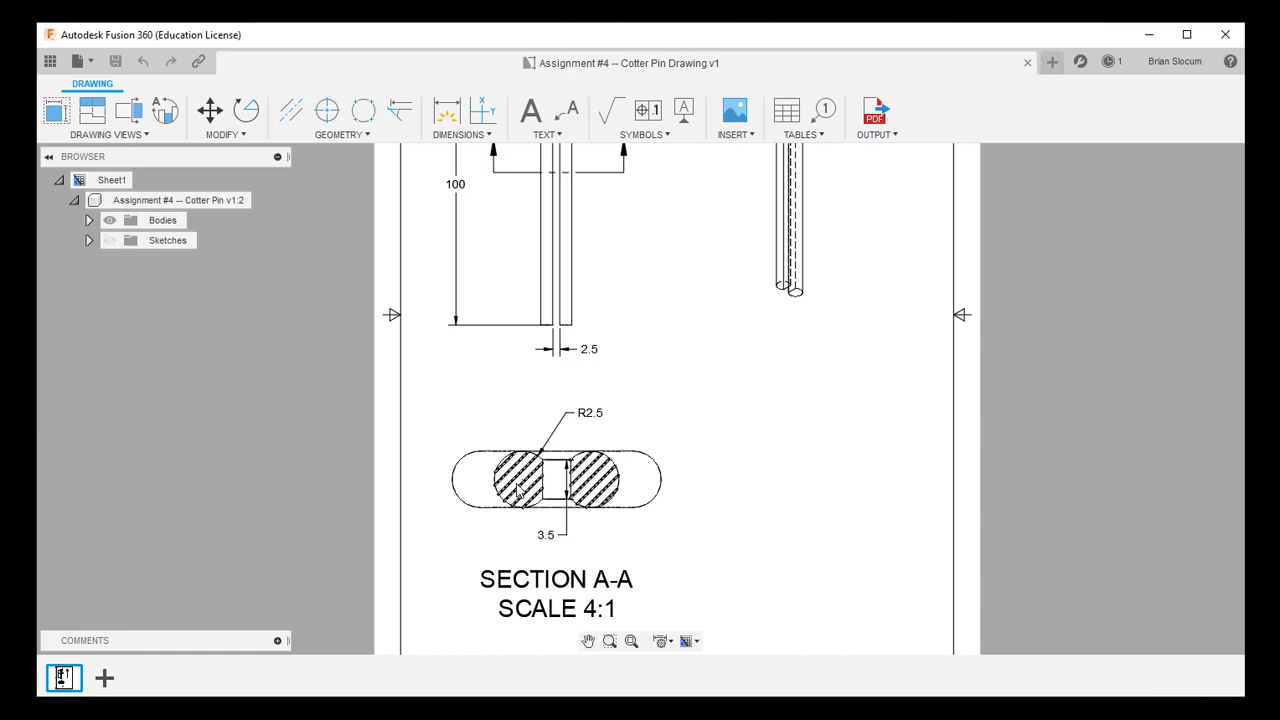 Autodesk Fusion 360 (Education License)
Assignment #4 -- Cotter Pin Drawing v1
1
Brian Slocum
DRAWING
DRAWING VIEWS
MODIFY
GEOMETRY
DIMENSIONS
TEXT
SYMBOLS
INSERT
TABLES
OUTPUT
BROWSER
Sheet1
Assignment #4 -- Cotter Pin v1:2
Bodies
Sketches
100
2.5
R2.5
3.5
SECTION A-A
SCALE 4:1
COMMENTS